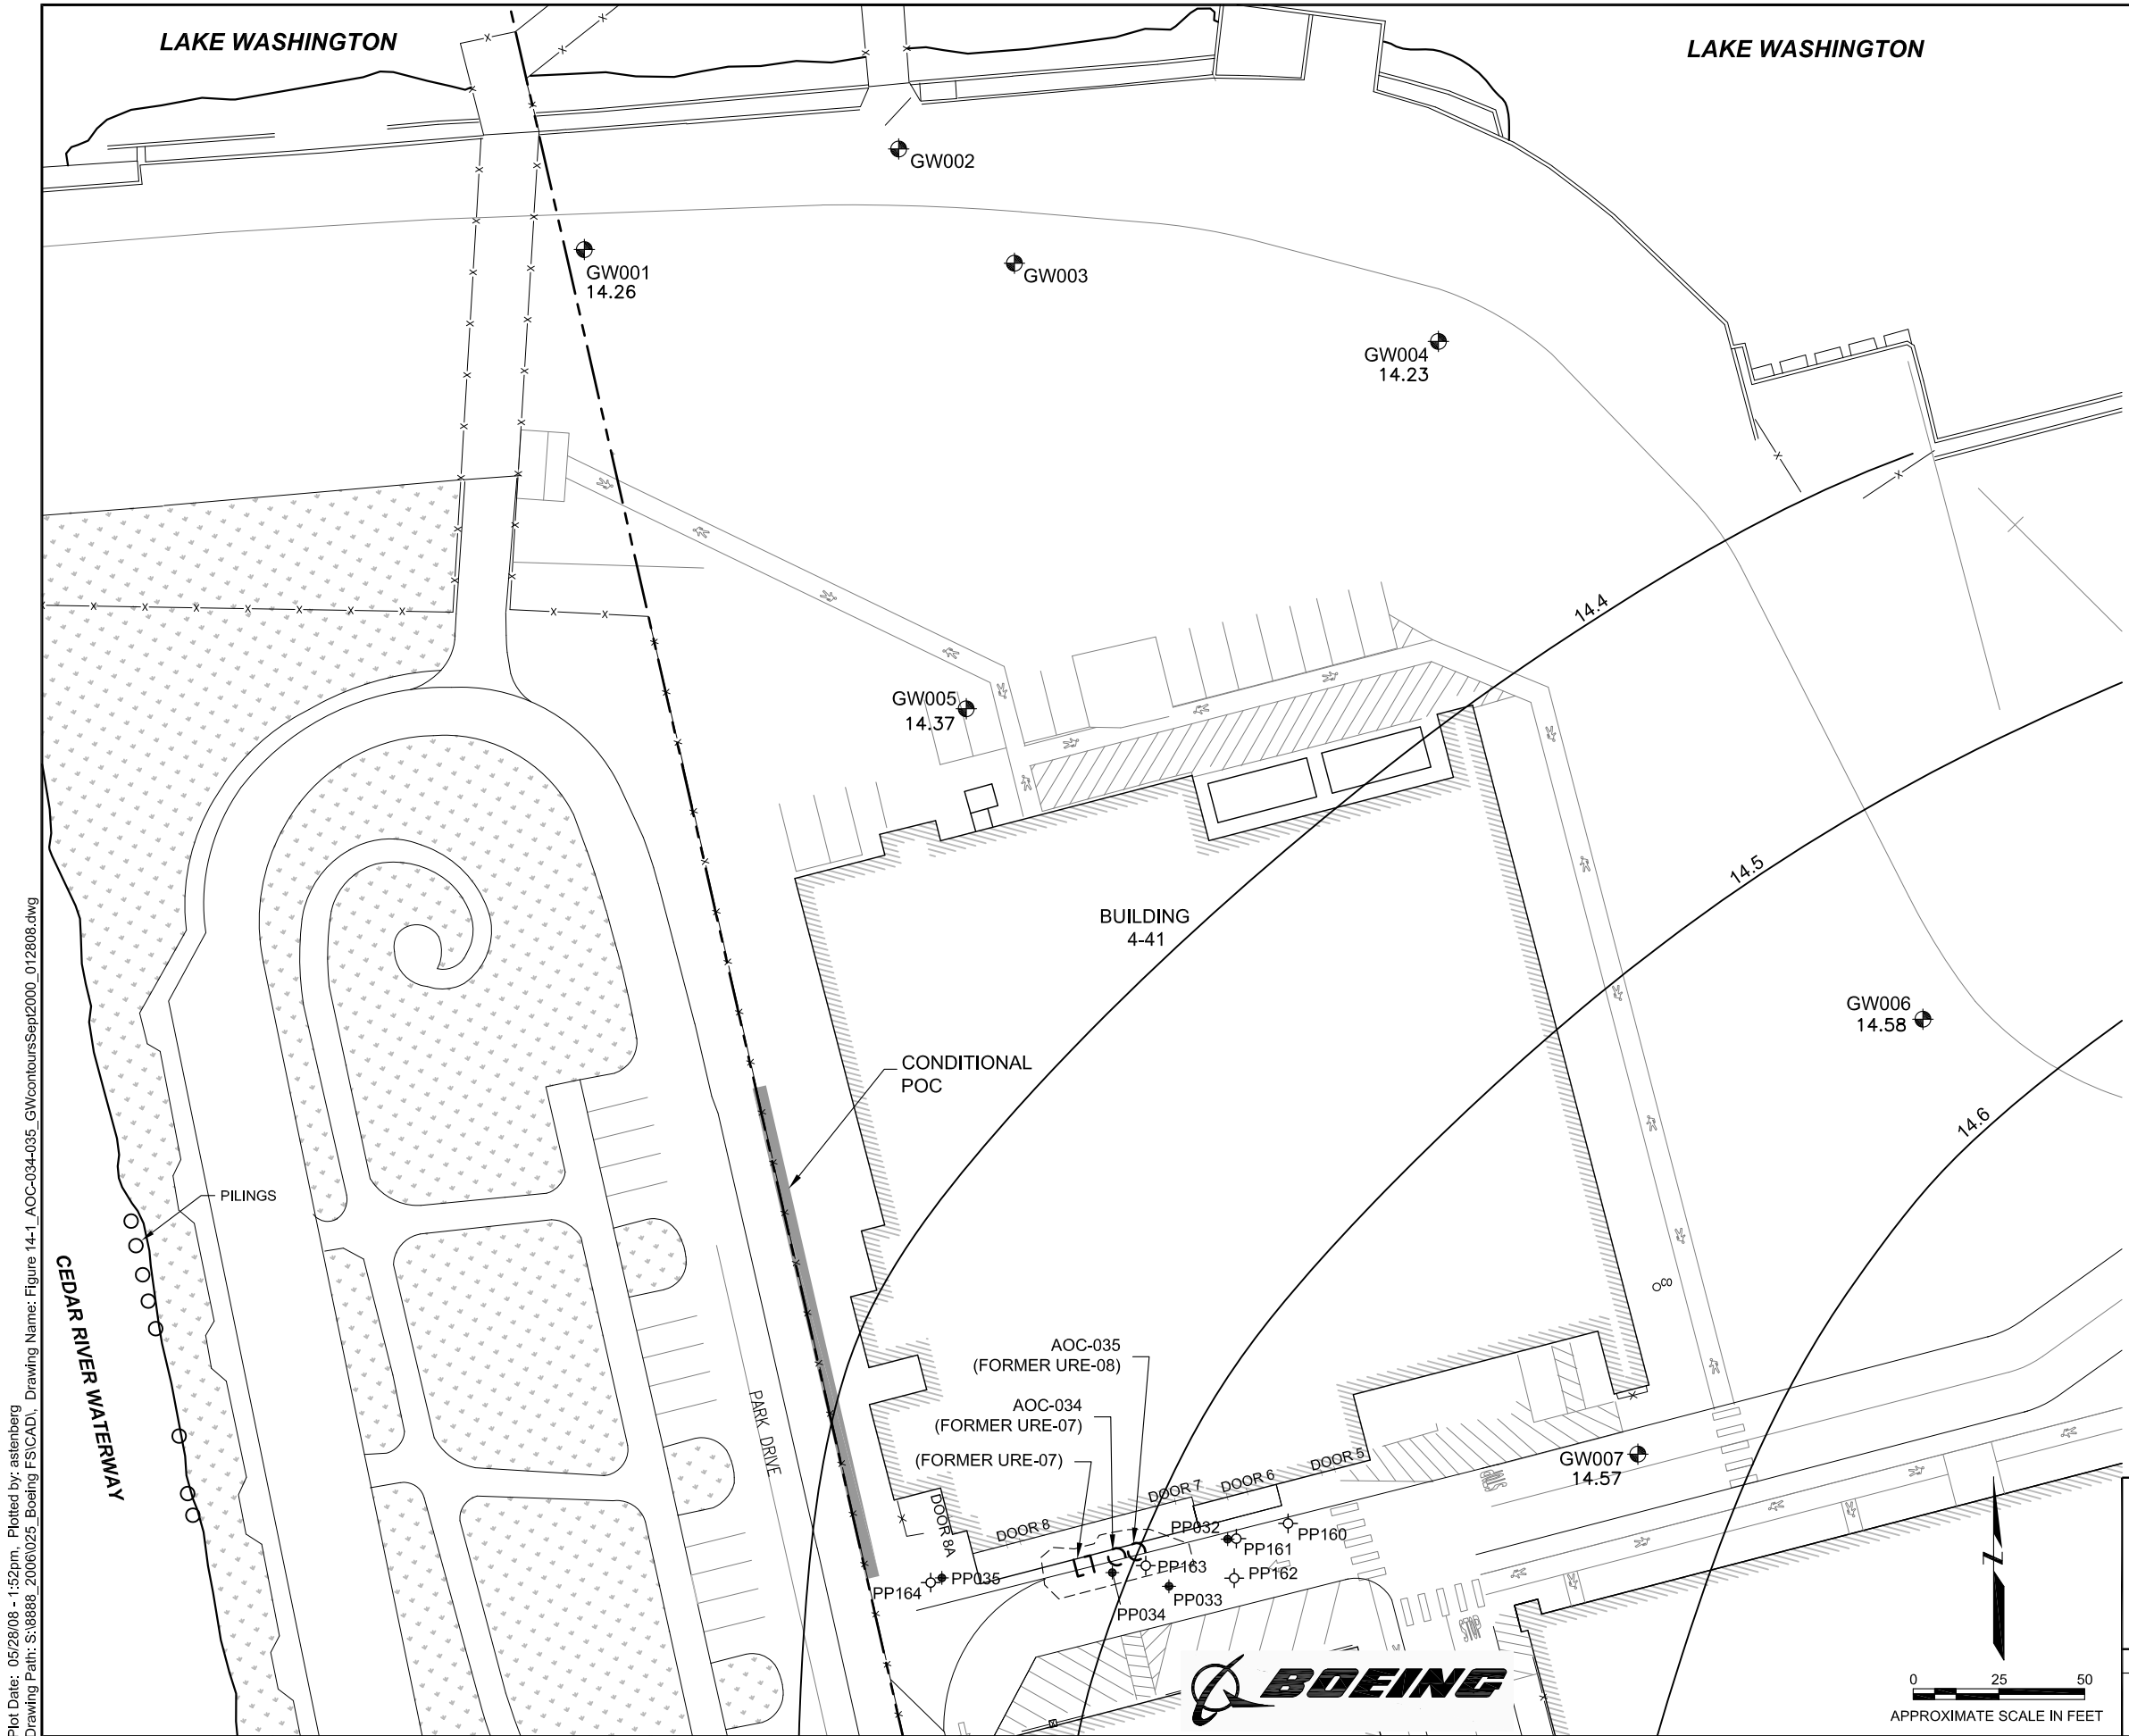 LAKE WASHINGTON
LAKE WASHINGTON
GW002
GW001
14.26
GW003
GW004
14.23
14.4
GW005
14.37
14.5
BUILDING
4-41
GW006
14.58
CONDITIONAL
POC
14.6
PILINGS
CEDAR RIVER WATERWAY
PARK DRIVE
AOC-035
(FORMER URE-08)
AOC-034
(FORMER URE-07)
(FORMER URE-07)
GW007
14.57
DOOR 5
DOOR 6
DOOR 7
DOOR 8
DOOR 8A
PP032
PP160
PP161
PP163
PP162
PP164
PP035
PP033
PP034
STOP
BOEING
N
0 25 50
APPROXIMATE SCALE IN FEET
Plot Date: 05/28/08 - 1:52pm, Plotted by: astenberg
Drawing Path: S:\8888_2006\025_Boeing FS\CAD\, Drawing Name: Figure 14-1_AOC-034-035_GWcontoursSept2000_012808.dwg